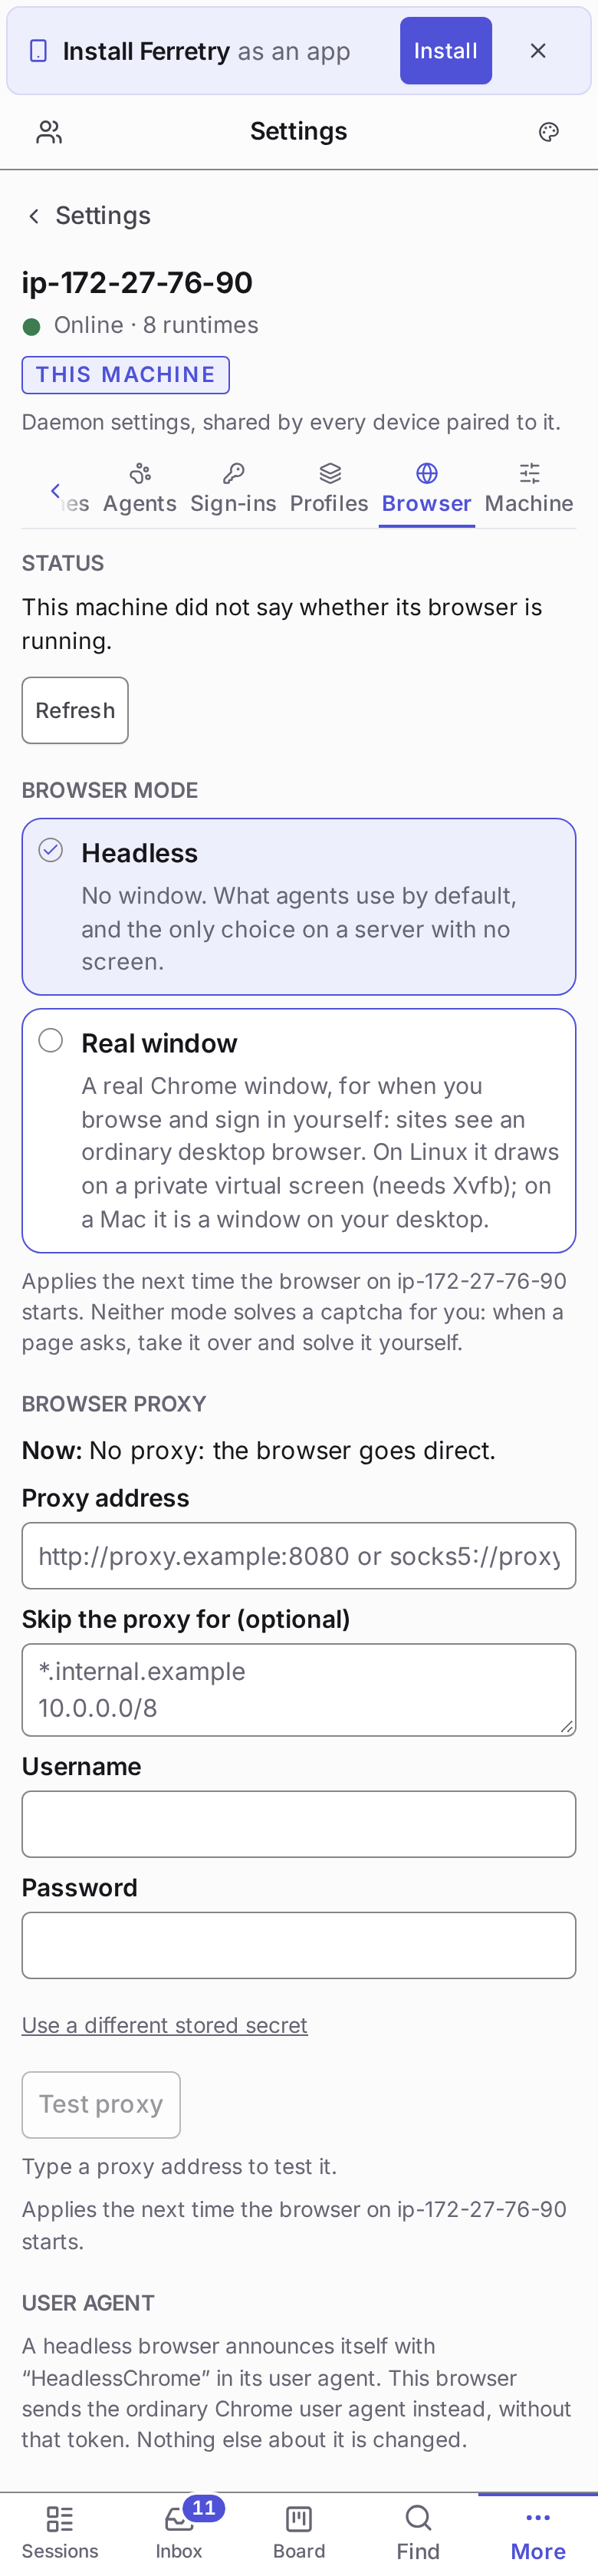 Install Ferretry as an app
Install
Settings
Settings
ip-172-27-76-90
Online · 8 runtimes
THIS MACHINE
Daemon settings, shared by every device paired to it.
Agents
Sign-ins
Profiles
Browser
Machine
STATUS
This machine did not say whether its browser is
running.
Refresh
BROWSER MODE
Headless
No window. What agents use by default,
and the only choice on a server with no
screen.
Real window
A real Chrome window, for when you
browse and sign in yourself: sites see an
ordinary desktop browser. On Linux it draws
on a private virtual screen (needs Xvfb); on
a Mac it is a window on your desktop.
Applies the next time the browser on ip-172-27-76-90
starts. Neither mode solves a captcha for you: when a
page asks, take it over and solve it yourself.
BROWSER PROXY
Now: No proxy: the browser goes direct.
Proxy address
http://proxy.example:8080 or socks5://proxy
Skip the proxy for (optional)
*.internal.example
10.0.0.0/8
Username
Password
Use a different stored secret
Test proxy
Type a proxy address to test it.
Applies the next time the browser on ip-172-27-76-90
starts.
USER AGENT
A headless browser announces itself with
“HeadlessChrome” in its user agent. This browser
sends the ordinary Chrome user agent instead, without
that token. Nothing else about it is changed.
11
Sessions
Inbox
Board
Find
More